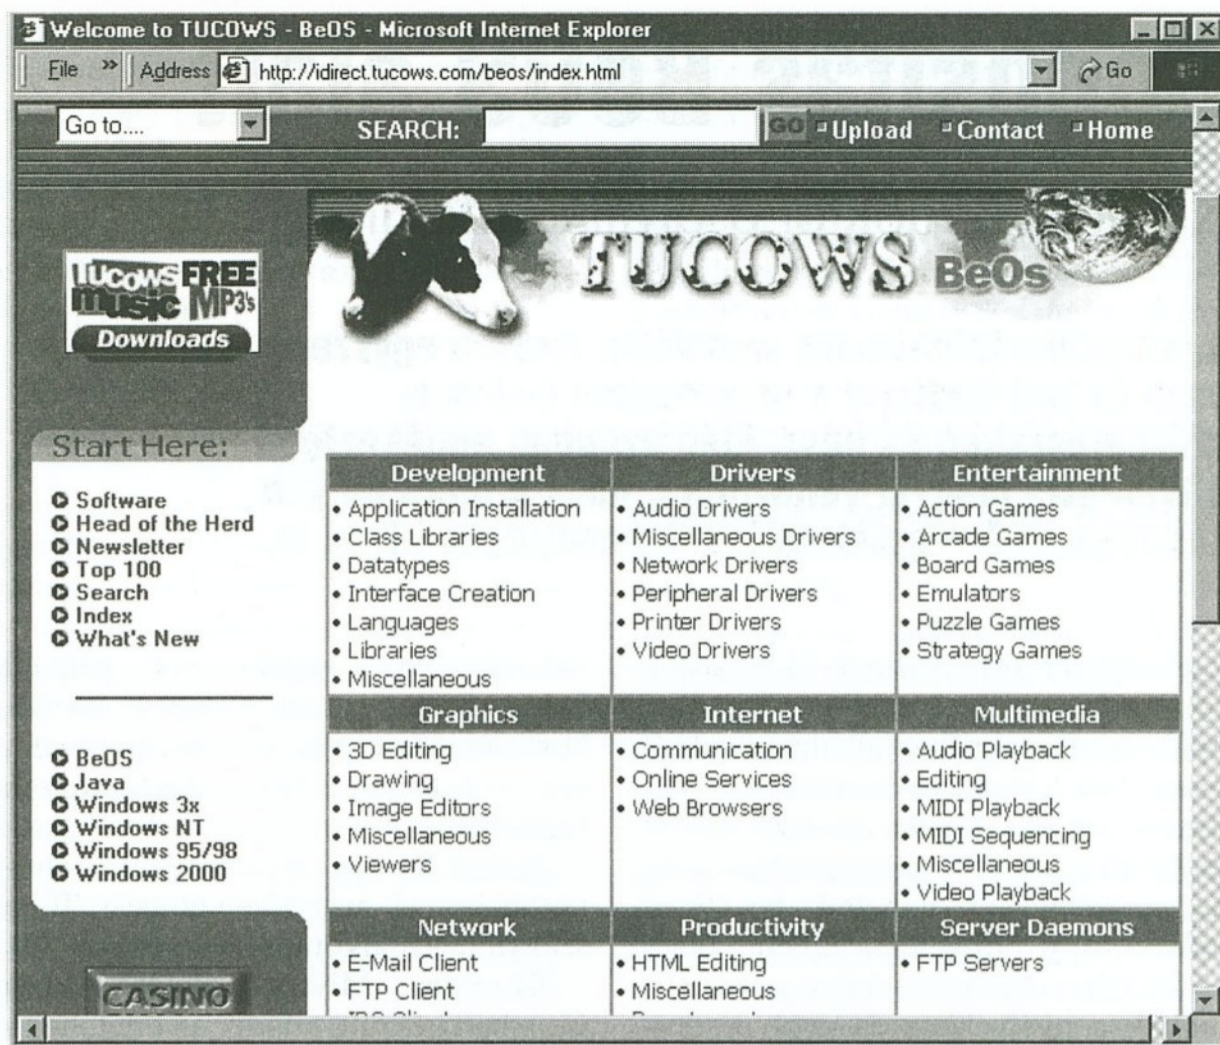 Welcome to TUCOWS - BeOS - Microsoft Internet Explorer
File » Address http://idirect.tucows.com/beos/index.html Go
Go to.... SEARCH: GO Upload Contact Home
TUCOWS BeOs
TUCOWS FREE
music MP3's
Downloads
Start Here:
Software
Head of the Herd
Newsletter
Top 100
Search
Index
What's New
BeOS
Java
Windows 3x
Windows NT
Windows 95/98
Windows 2000
CASINO
Development
• Application Installation
• Class Libraries
• Datatypes
• Interface Creation
• Languages
• Libraries
• Miscellaneous
Drivers
• Audio Drivers
• Miscellaneous Drivers
• Network Drivers
• Peripheral Drivers
• Printer Drivers
• Video Drivers
Entertainment
• Action Games
• Arcade Games
• Board Games
• Emulators
• Puzzle Games
• Strategy Games
Graphics
• 3D Editing
• Drawing
• Image Editors
• Miscellaneous
• Viewers
Internet
• Communication
• Online Services
• Web Browsers
Multimedia
• Audio Playback
• Editing
• MIDI Playback
• MIDI Sequencing
• Miscellaneous
• Video Playback
Network
• E-Mail Client
• FTP Client
Productivity
• HTML Editing
• Miscellaneous
Server Daemons
• FTP Servers